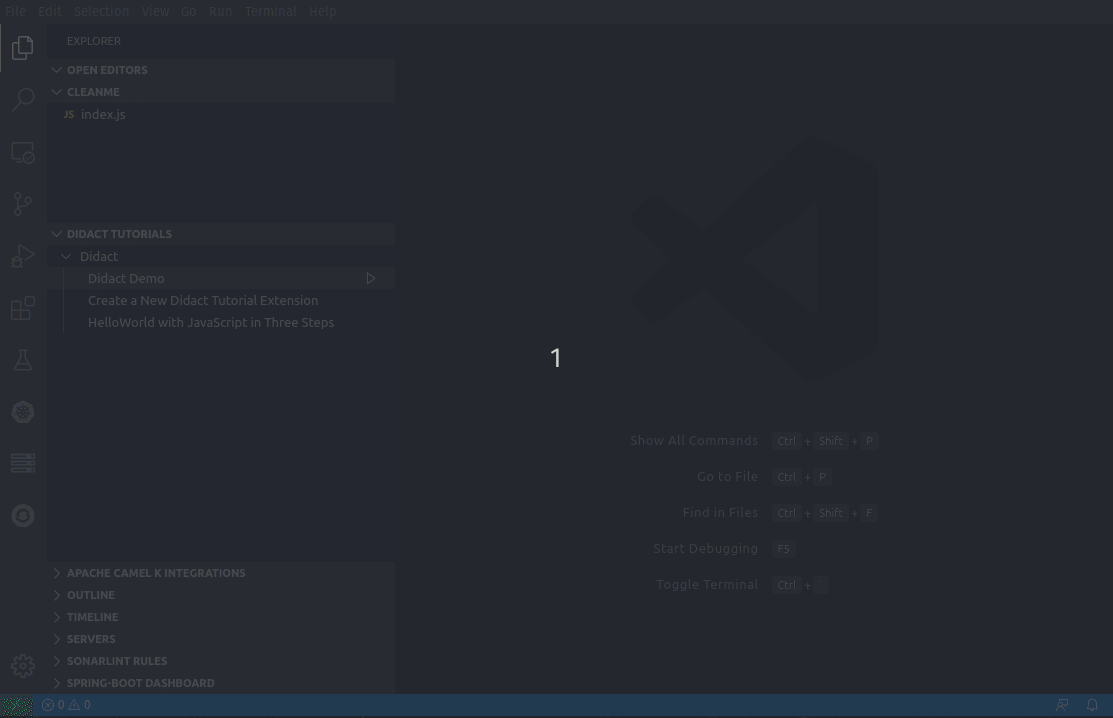 File Edit Selection View Go Run Terminal Help
EXPLORER
OPEN EDITORS
CLEANME
JS index.js
DIDACT TUTORIALS
Didact
Didact Demo
Create a New Didact Tutorial Extension
HelloWorld with JavaScript in Three Steps
1
Show All Commands Ctrl + Shift + P
Go to File Ctrl + P
Find in Files Ctrl + Shift + F
Start Debugging F5
Toggle Terminal Ctrl + `
APACHE CAMEL K INTEGRATIONS
OUTLINE
TIMELINE
SERVERS
SONARLINT RULES
SPRING-BOOT DASHBOARD
0 0